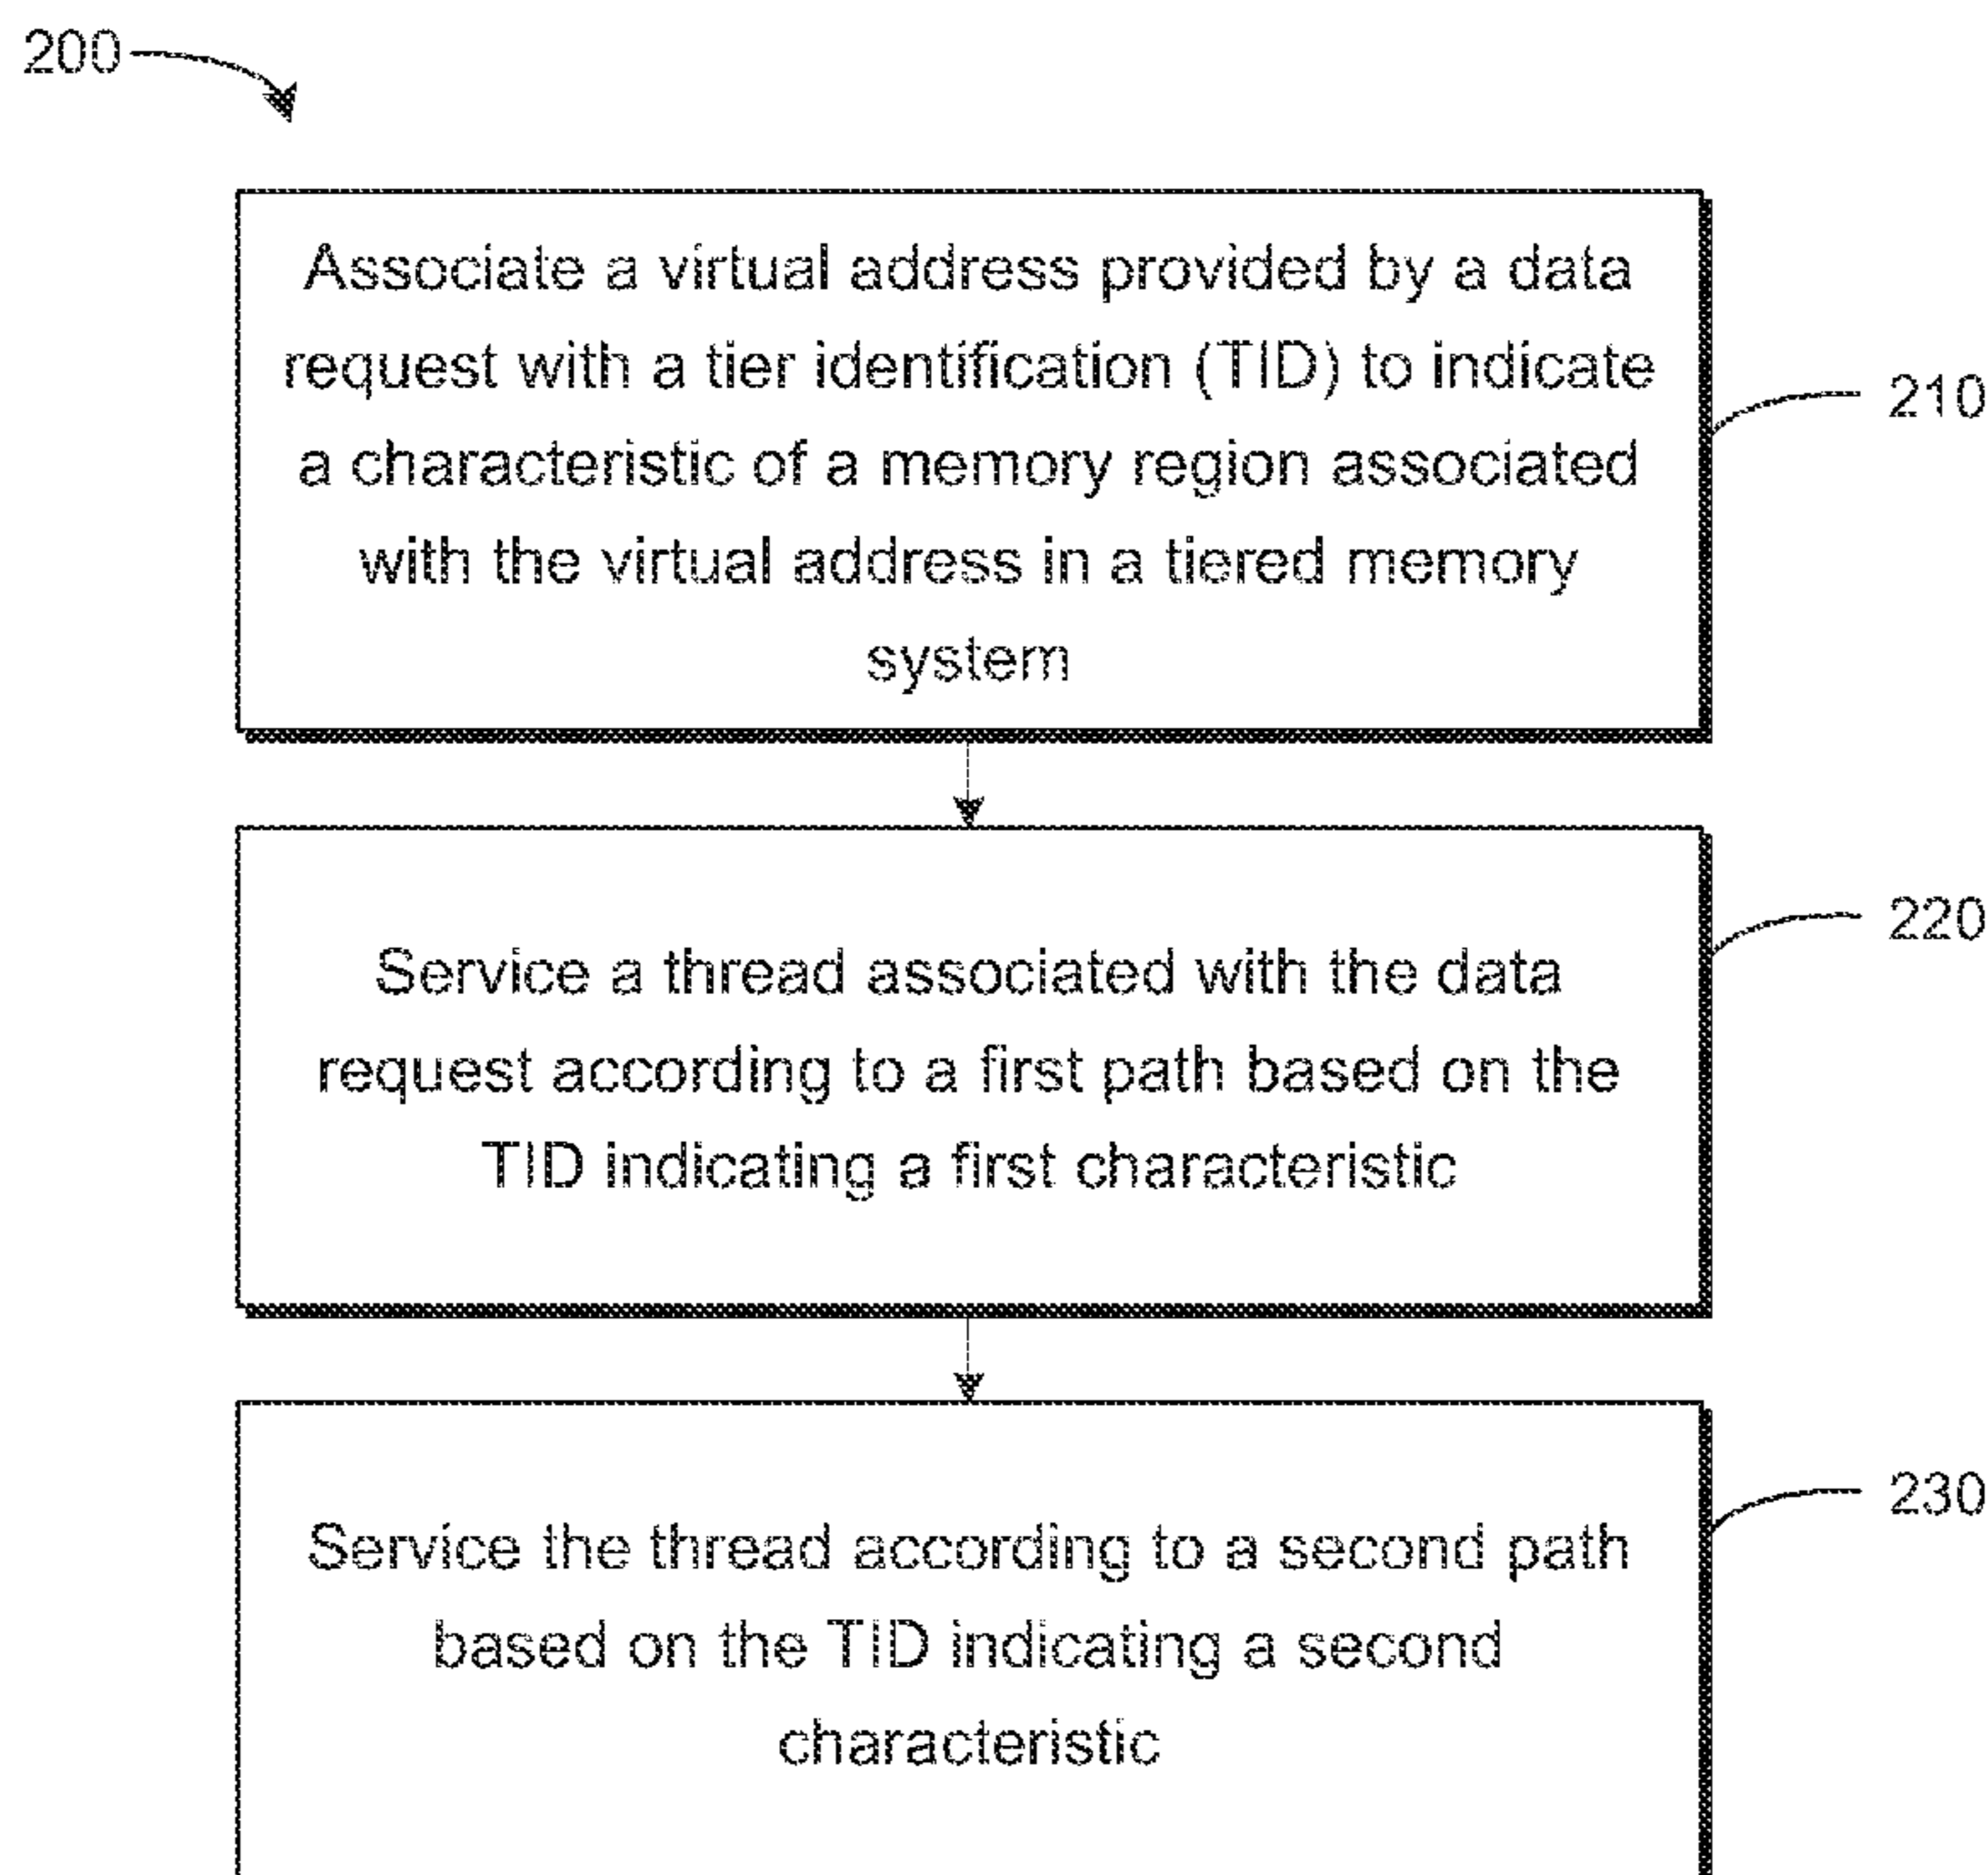 200
Associate a virtual address provided by a data
request with a tier identification (TID) to indicate
a characteristic of a memory region associated
with the virtual address in a tiered memory
system
210
Service a thread associated with the data
request according to a first path based on the
TID indicating a first characteristic
220
Service the thread according to a second path
based on the TID indicating a second
characteristic
230